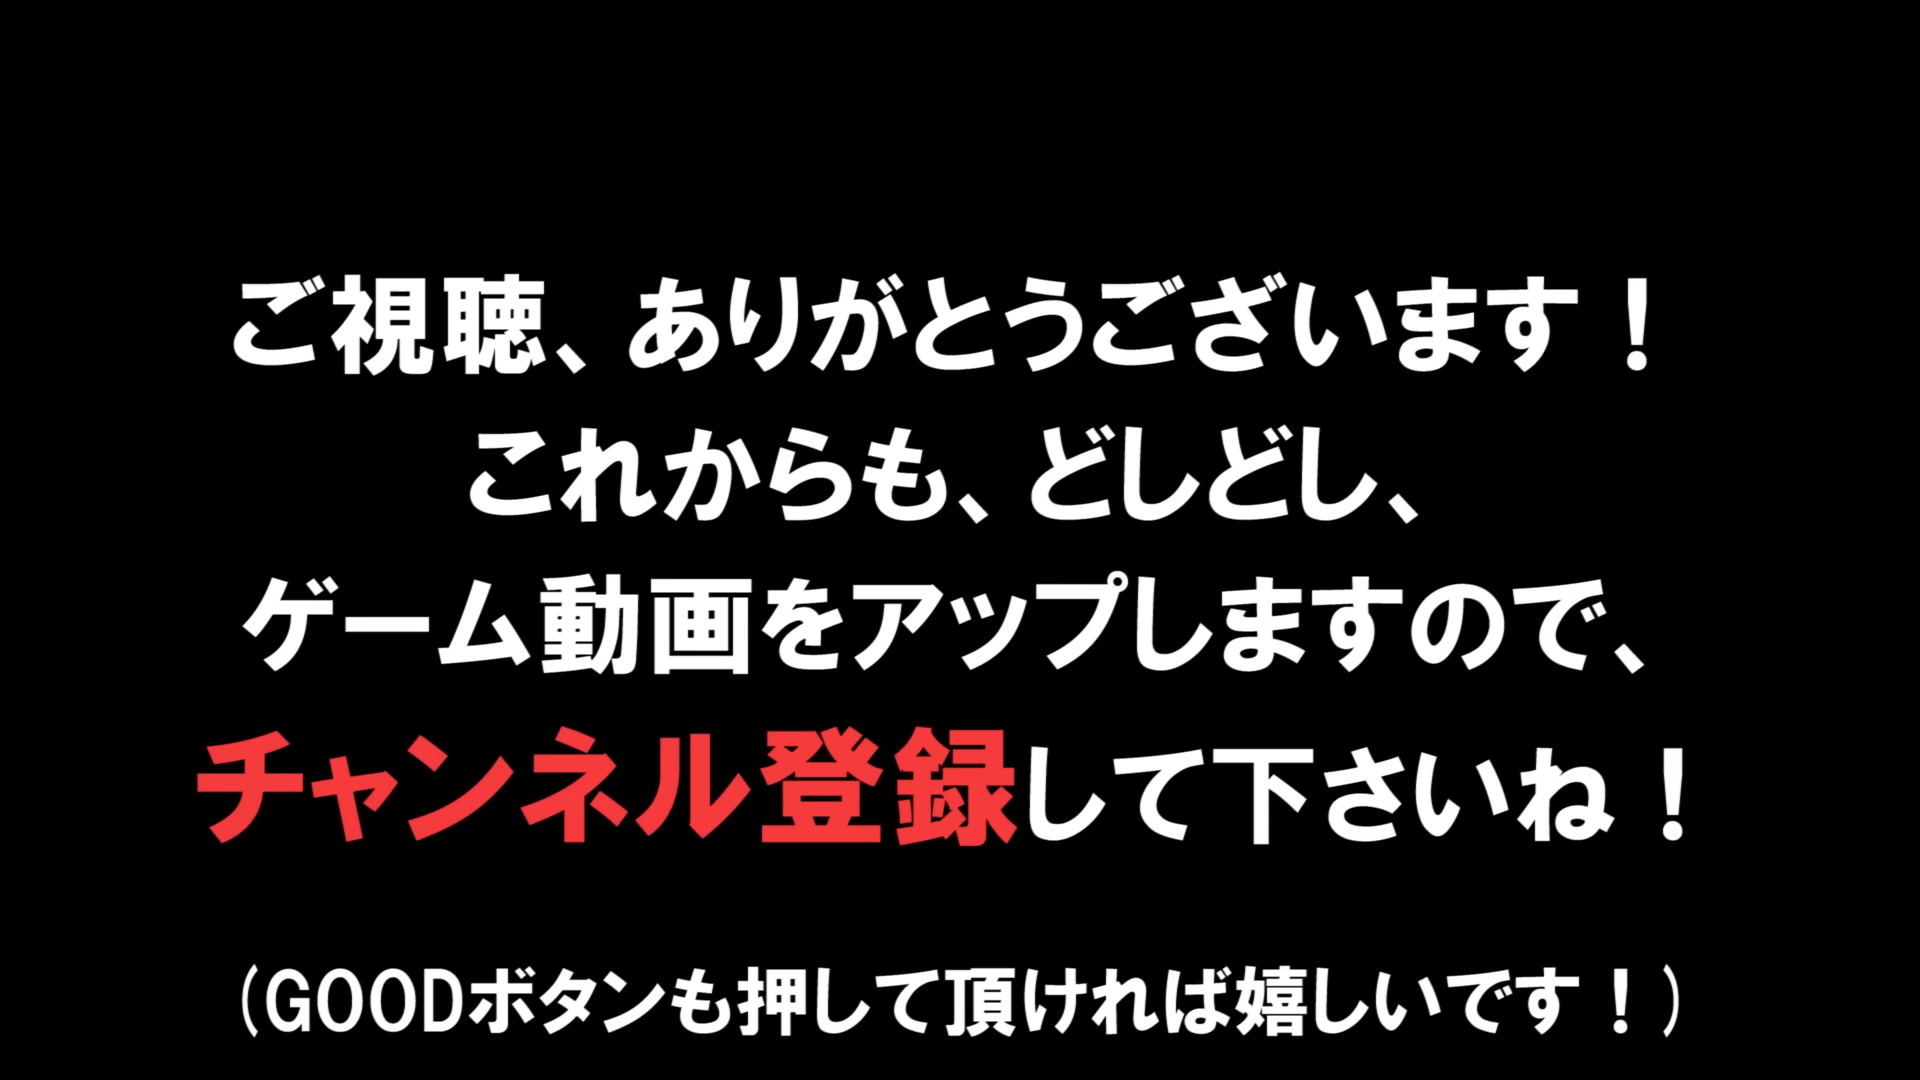 ご視聴、ありがとうございます！
これからも、どしどし、
ゲーム動画をアップしますので、
チャンネル登録して下さいね！
（GOODボタンも押して頂ければ嬉しいです！）